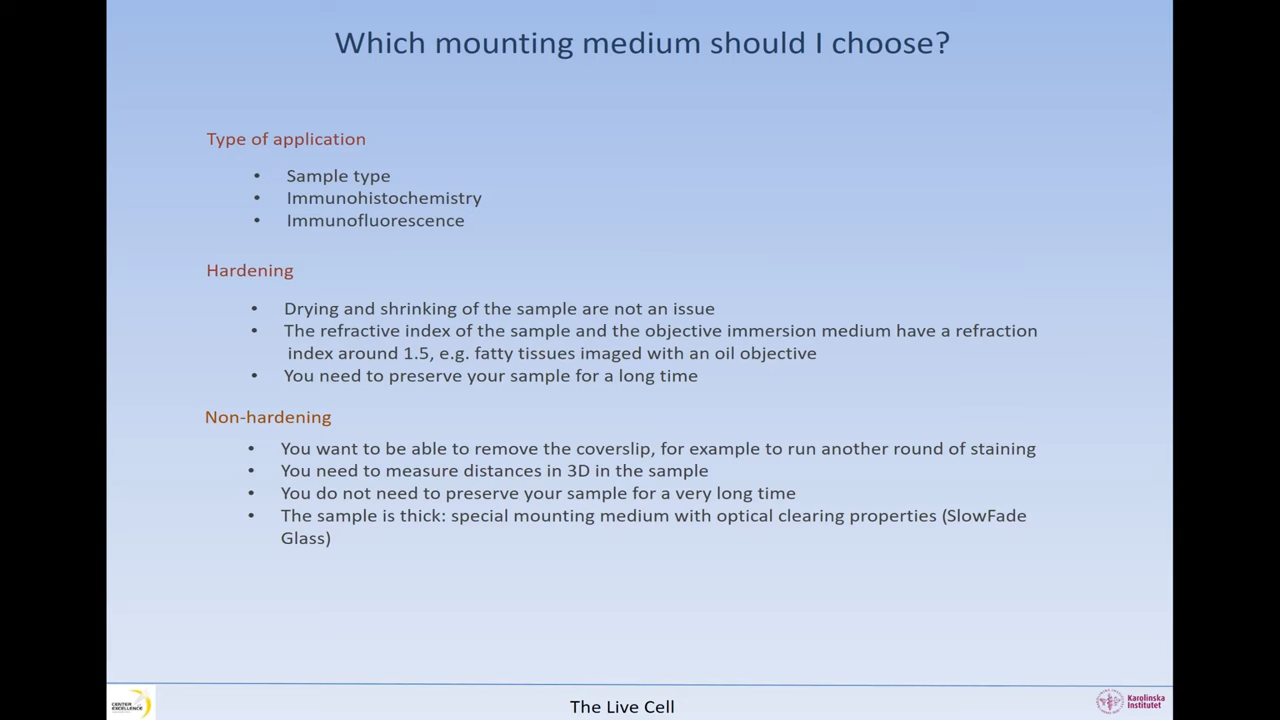 Which mounting medium should I choose?
Type of application
• Sample type
• Immunohistochemistry
• Immunofluorescence
Hardening
• Drying and shrinking of the sample are not an issue
• The refractive index of the sample and the objective immersion medium have a refraction
index around 1.5, e.g. fatty tissues imaged with an oil objective
• You need to preserve your sample for a long time
Non-hardening
• You want to be able to remove the coverslip, for example to run another round of staining
• You need to measure distances in 3D in the sample
• You do not need to preserve your sample for a very long time
• The sample is thick: special mounting medium with optical clearing properties (SlowFade
Glass)
CENTER
EXCELLENCE
The Live Cell
Karolinska
Institutet